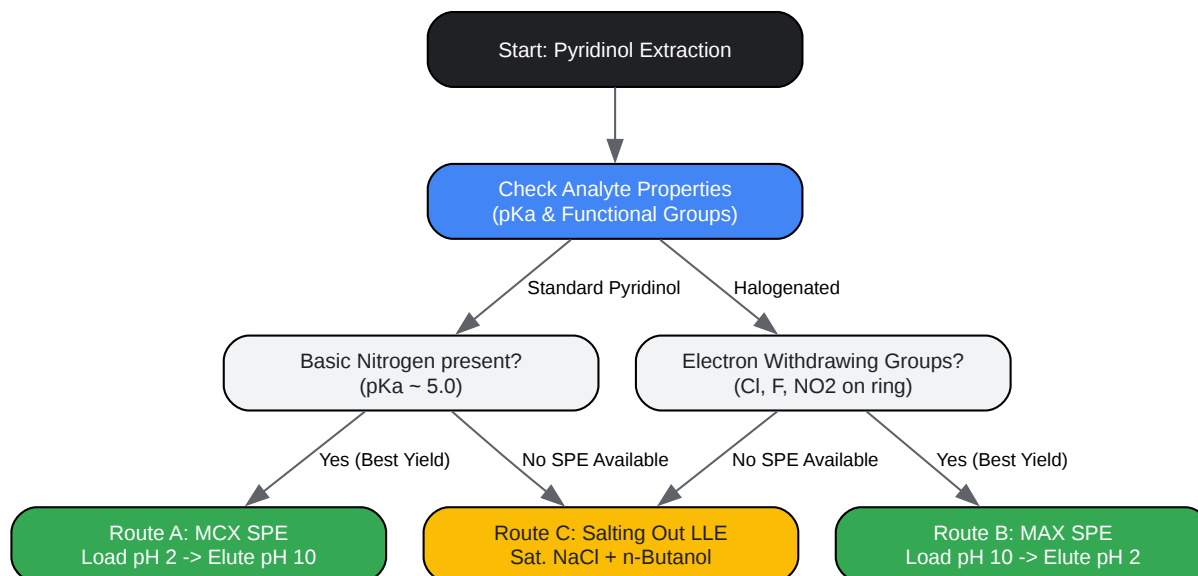 Start: Pyridinol Extraction
Check Analyte Properties
(pKa & Functional Groups)
Standard Pyridinol
Halogenated
Basic Nitrogen present?
(pKa ~ 5.0)
Electron Withdrawing Groups?
(Cl, F, NO2 on ring)
Yes (Best Yield)
No SPE Available
No SPE Available
Yes (Best Yield)
Route A: MCX SPE
Load pH 2 -> Elute pH 10
Route C: Salting Out LLE
Sat. NaCl + n-Butanol
Route B: MAX SPE
Load pH 10 -> Elute pH 2